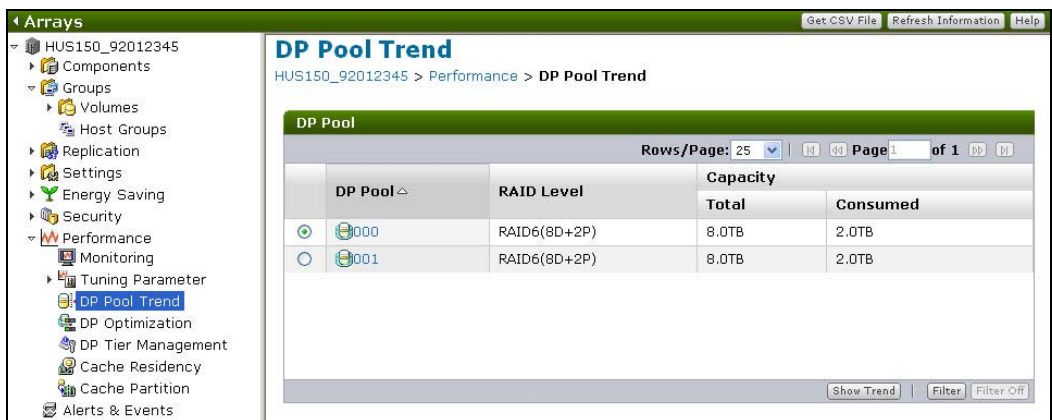 Arrays
Get CSV File Refresh Information Help
HUS150_92012345
Components
Groups
Volumes
Host Groups
Replication
Settings
Energy Saving
Security
Performance
Monitoring
Tuning Parameter
DP Pool Trend
DP Optimization
DP Tier Management
Cache Residency
Cache Partition
Alerts & Events
DP Pool Trend
HUS150_92012345 > Performance > DP Pool Trend
DP Pool
Rows/Page: 25 Page 1 of 1
DP Pool RAID Level Capacity
Total Consumed
000 RAID6(8D+2P) 8.0TB 2.0TB
001 RAID6(8D+2P) 8.0TB 2.0TB
Show Trend Filter Filter Off